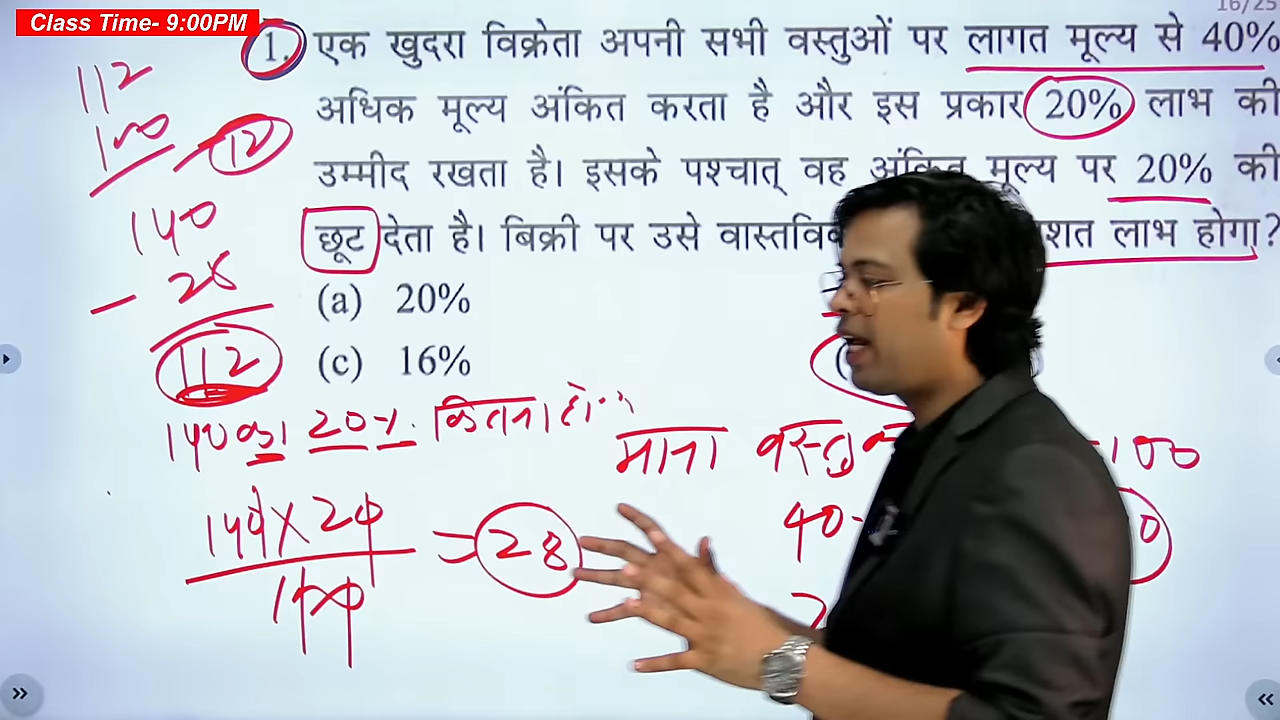 Class Time- 9:00PM
16/25
1. एक खुदरा विक्रेता अपनी सभी वस्तुओं पर लागत मूल्य से 40%
अधिक मूल्य अंकित करता है और इस प्रकार 20% लाभ की
उम्मीद रखता है। इसके पश्चात् वह अंकित मूल्य पर 20% की
छूट देता है। बिक्री पर उसे
शत लाभ होगा?
(a) 20%
(c) 16%
112
100
12
140
- 28
112
140 का 20% कितना हो..
140 X 20
100
= 28
माना वस्तु
100
40